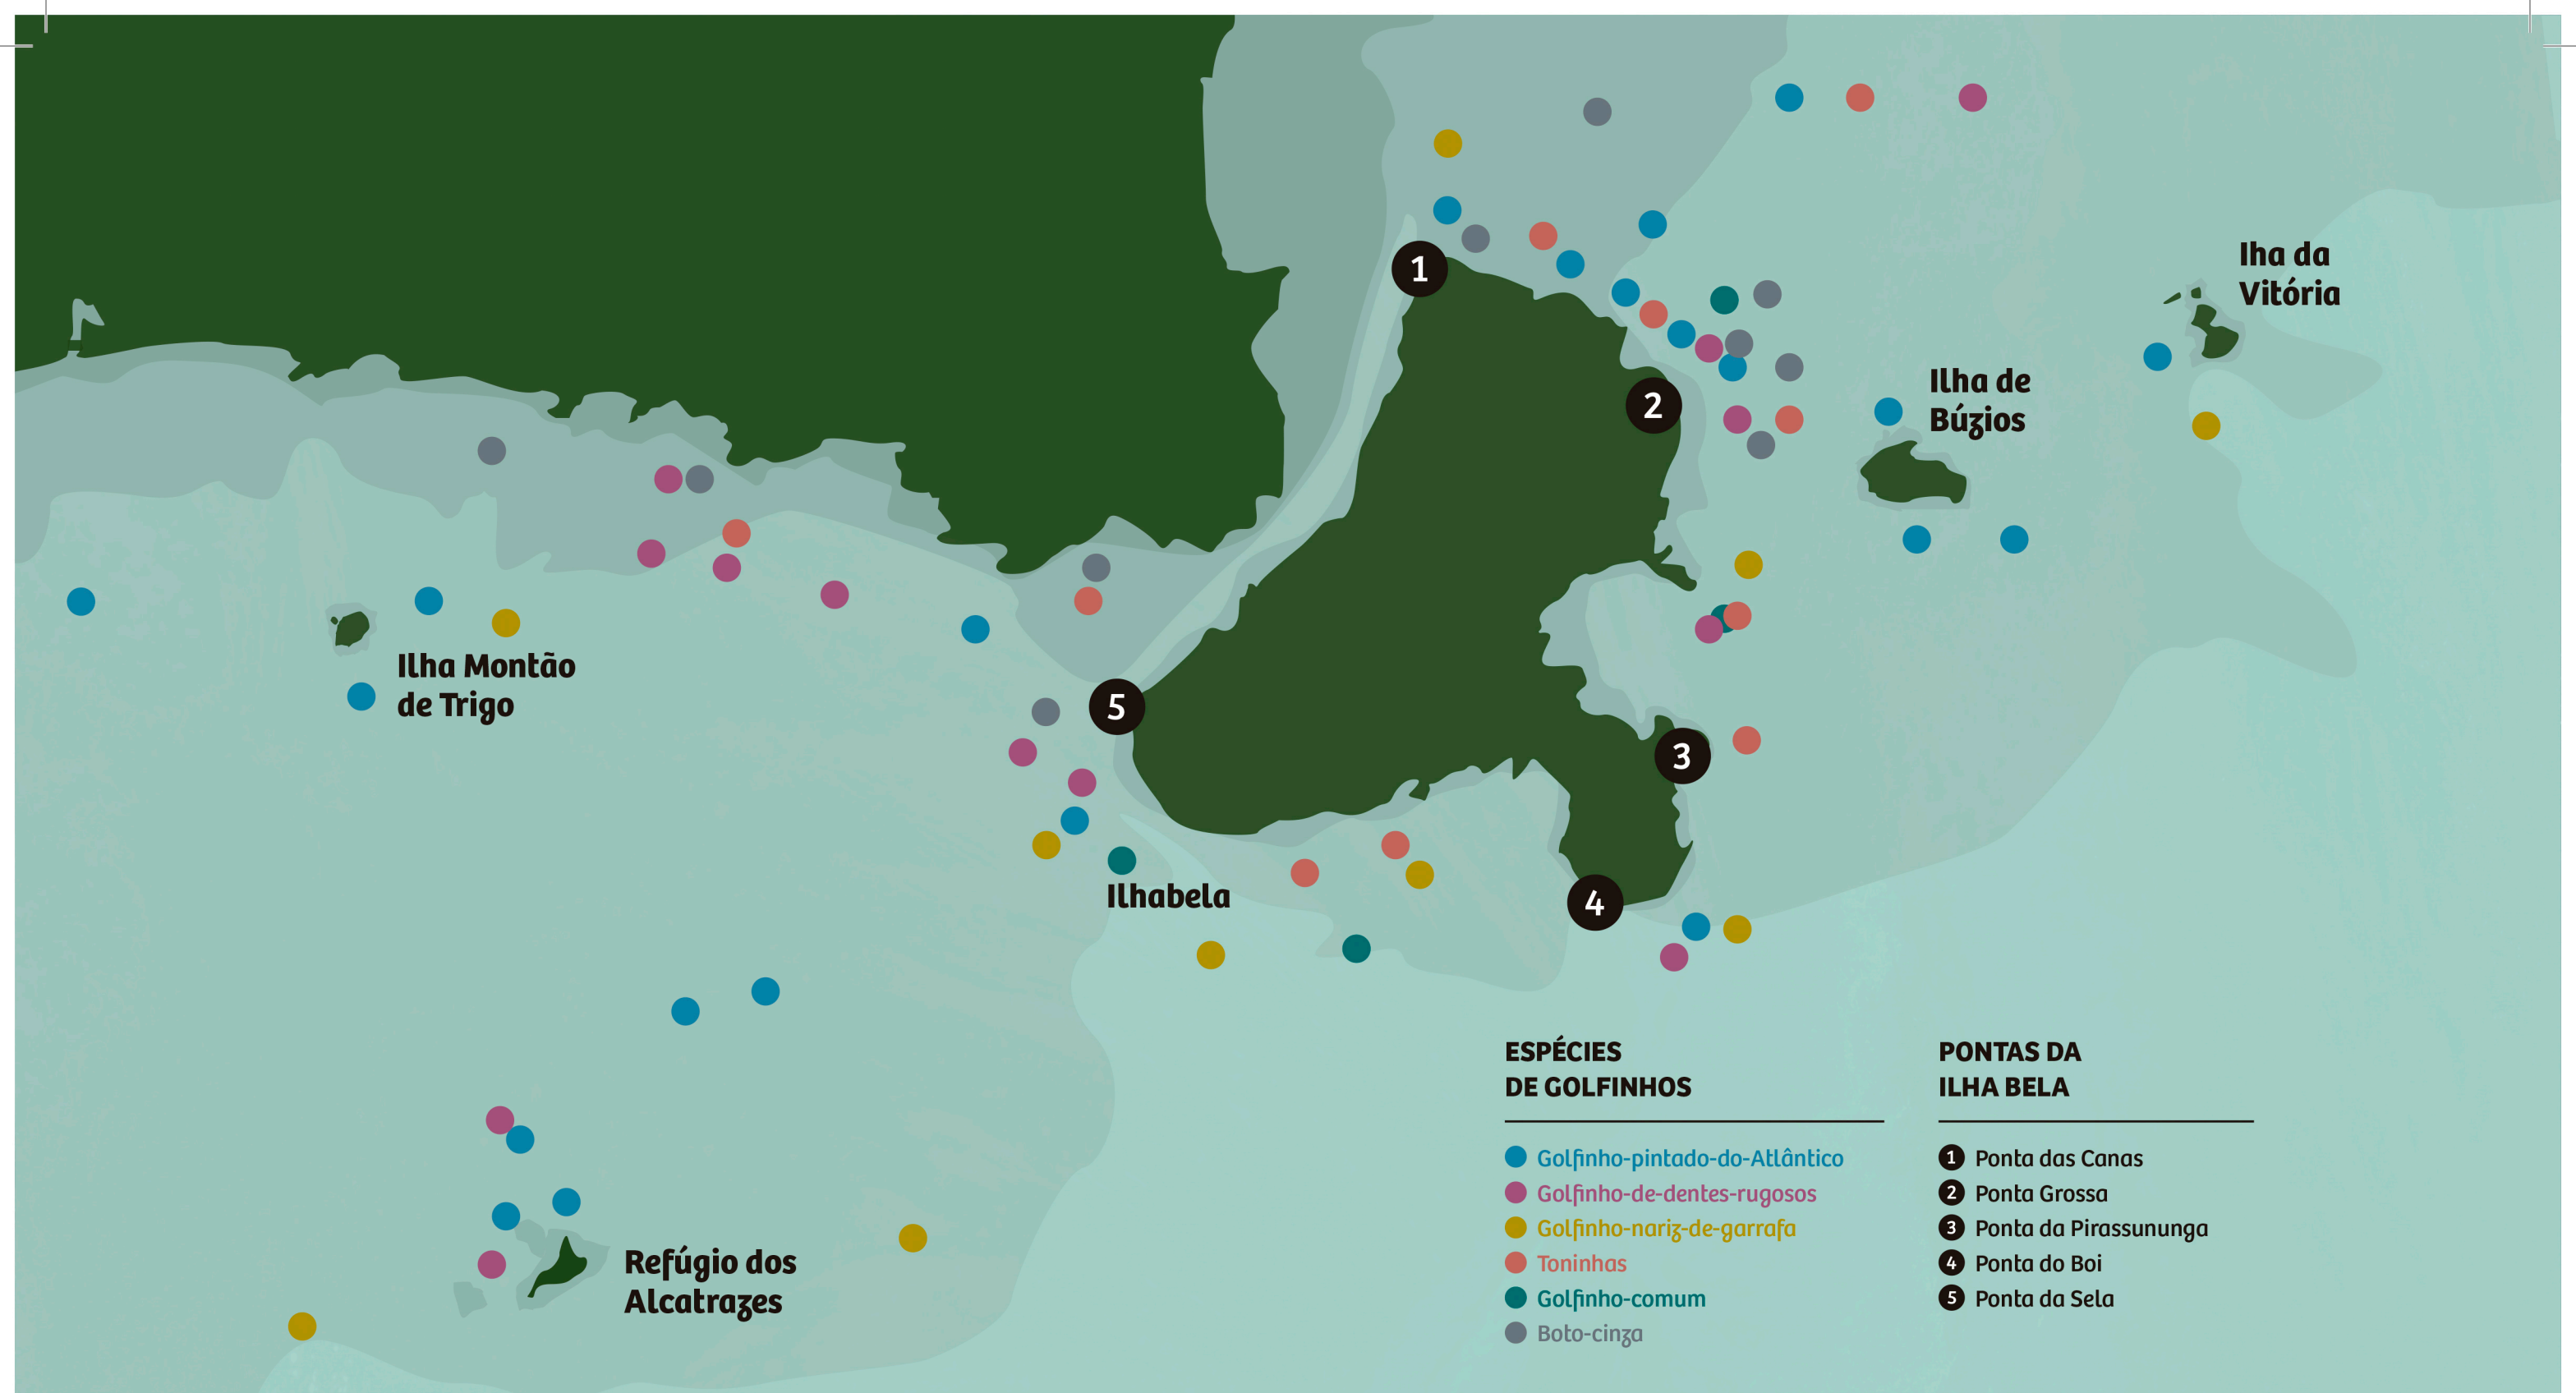 1
Iha da
Vitória
2
Ilha de
Búzios
Ilha Montão
de Trigo
5
3
4
Ilhabela
Refúgio dos
Alcatrazes
ESPÉCIES
DE GOLFINHOS
Golfinho-pintado-do-Atlântico
Golfinho-de-dentes-rugosos
Golfinho-nariz-de-garrafa
Toninhas
Golfinho-comum
Boto-cinza
PONTAS DA
ILHA BELA
1 Ponta das Canas
2 Ponta Grossa
3 Ponta da Pirassununga
4 Ponta do Boi
5 Ponta da Sela